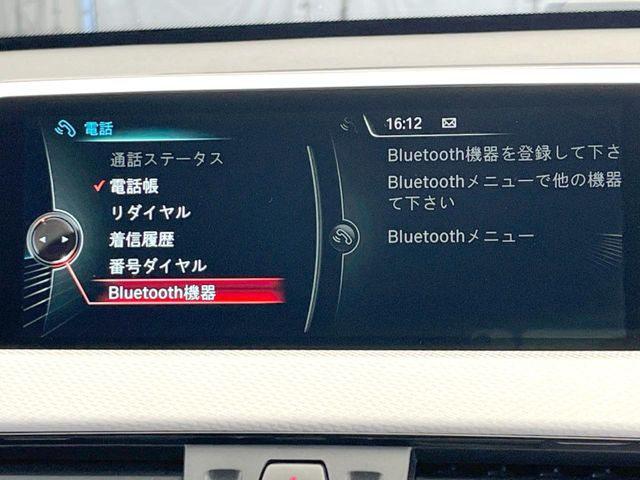 電話
通話ステータス
電話帳
リダイヤル
着信履歴
番号ダイヤル
Bluetooth機器
16:12
Bluetooth機器を登録して下さ
Bluetoothメニューで他の機器
て下さい
Bluetoothメニュー